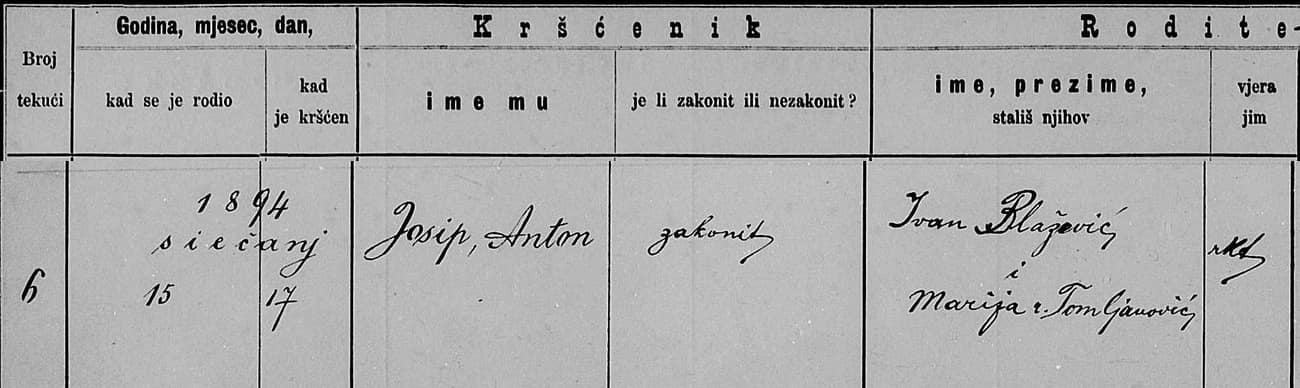 Godina, mjesec, dan,
Kršćenik
Rodite-
Broj
tekući
kad se je rodio
kad
je kršćen
ime mu
je li zakonit ili nezakonit?
ime, prezime,
stališ njihov
vjera
jim
1894
siečanj
6
15
17
Josip, Anton
zakonit
Ivan Blažević
i
Marija r. Tomljanović
rkt